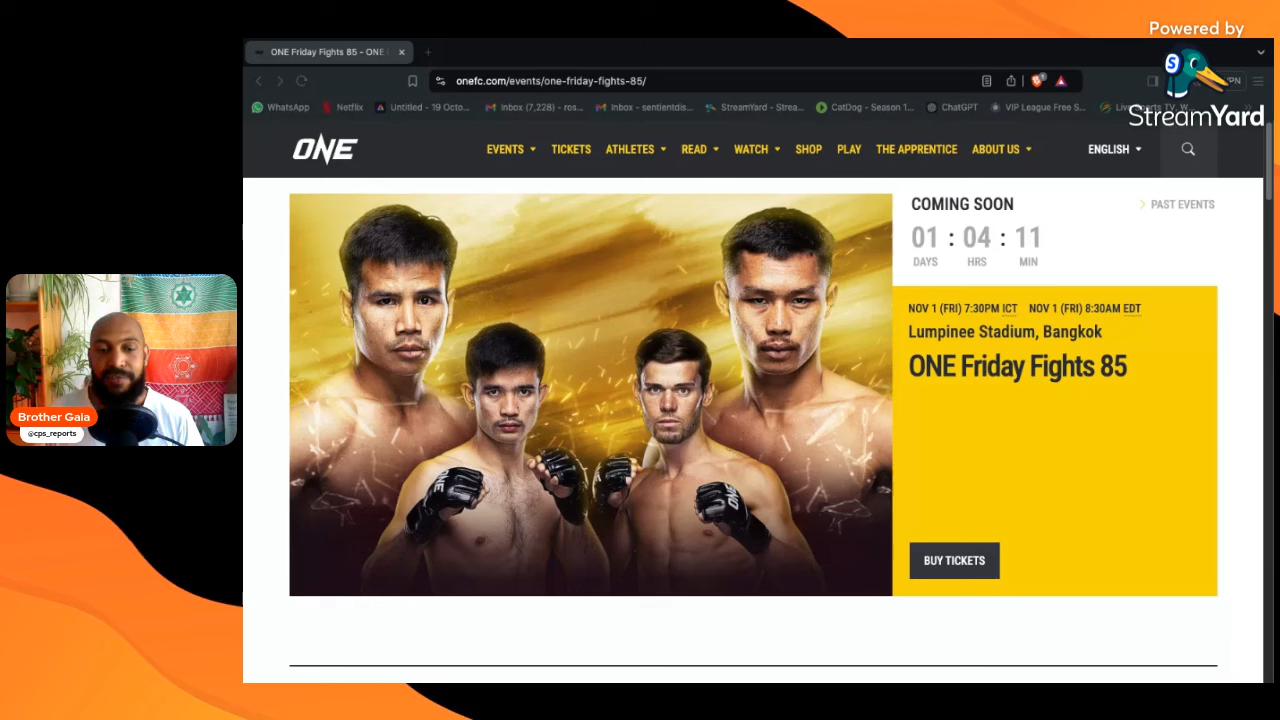 Powered by
StreamYard
ONE Friday Fights 85 - ONE
onefc.com/events/one-friday-fights-85/
WhatsApp Netflix Untitled - 19 Octo... Inbox (7,228) - ros... Inbox - sentientdis... StreamYard - Strea... CatDog - Season 1... ChatGPT VIP League Free S...
ONE EVENTS TICKETS ATHLETES READ WATCH SHOP PLAY THE APPRENTICE ABOUT US ENGLISH
COMING SOON PAST EVENTS
01 : 04 : 11
DAYS HRS MIN
NOV 1 (FRI) 7:30PM ICT NOV 1 (FRI) 8:30AM EDT
Lumpinee Stadium, Bangkok
ONE Friday Fights 85
BUY TICKETS
Brother Gaia
@cps_reports